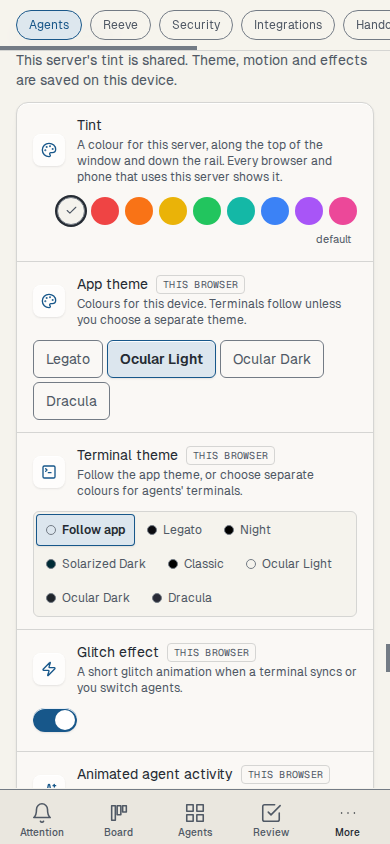 Agents
Reeve
Security
Integrations
This server's tint is shared. Theme, motion and effects
are saved on this device.
Tint
A colour for this server, along the top of the
window and down the rail. Every browser and
phone that uses this server shows it.
default
App theme THIS BROWSER
Colours for this device. Terminals follow unless
you choose a separate theme.
Legato
Ocular Light
Ocular Dark
Dracula
Terminal theme THIS BROWSER
Follow the app theme, or choose separate
colours for agents' terminals.
Follow app
Legato
Night
Solarized Dark
Classic
Ocular Light
Ocular Dark
Dracula
Glitch effect THIS BROWSER
A short glitch animation when a terminal syncs or
you switch agents.
Animated agent activity THIS BROWSER
Attention
Board
Agents
Review
More